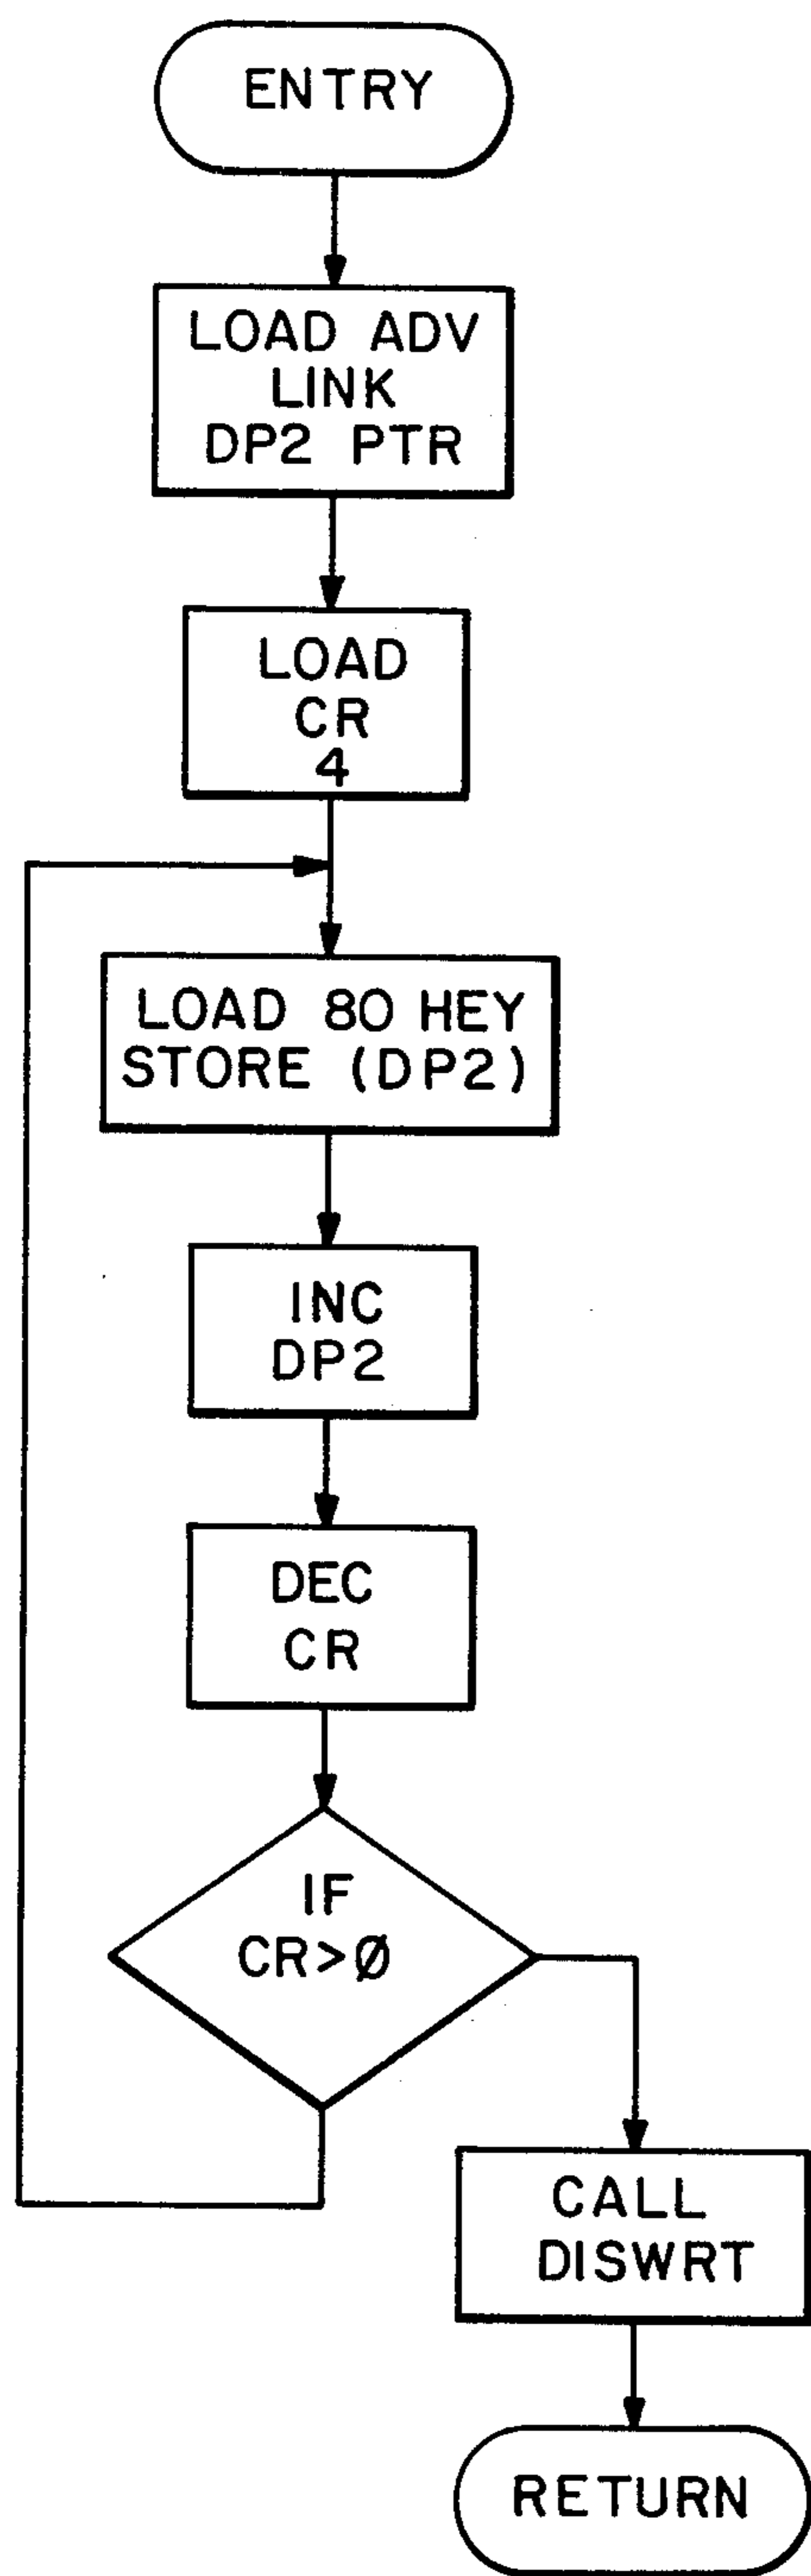 ENTRY
LOAD ADV
LINK
DP2 PTR
LOAD
CR
4
LOAD 80 HEY
STORE (DP2)
INC
DP2
DEC
CR
IF
CR>Ø
CALL
DISWRT
RETURN